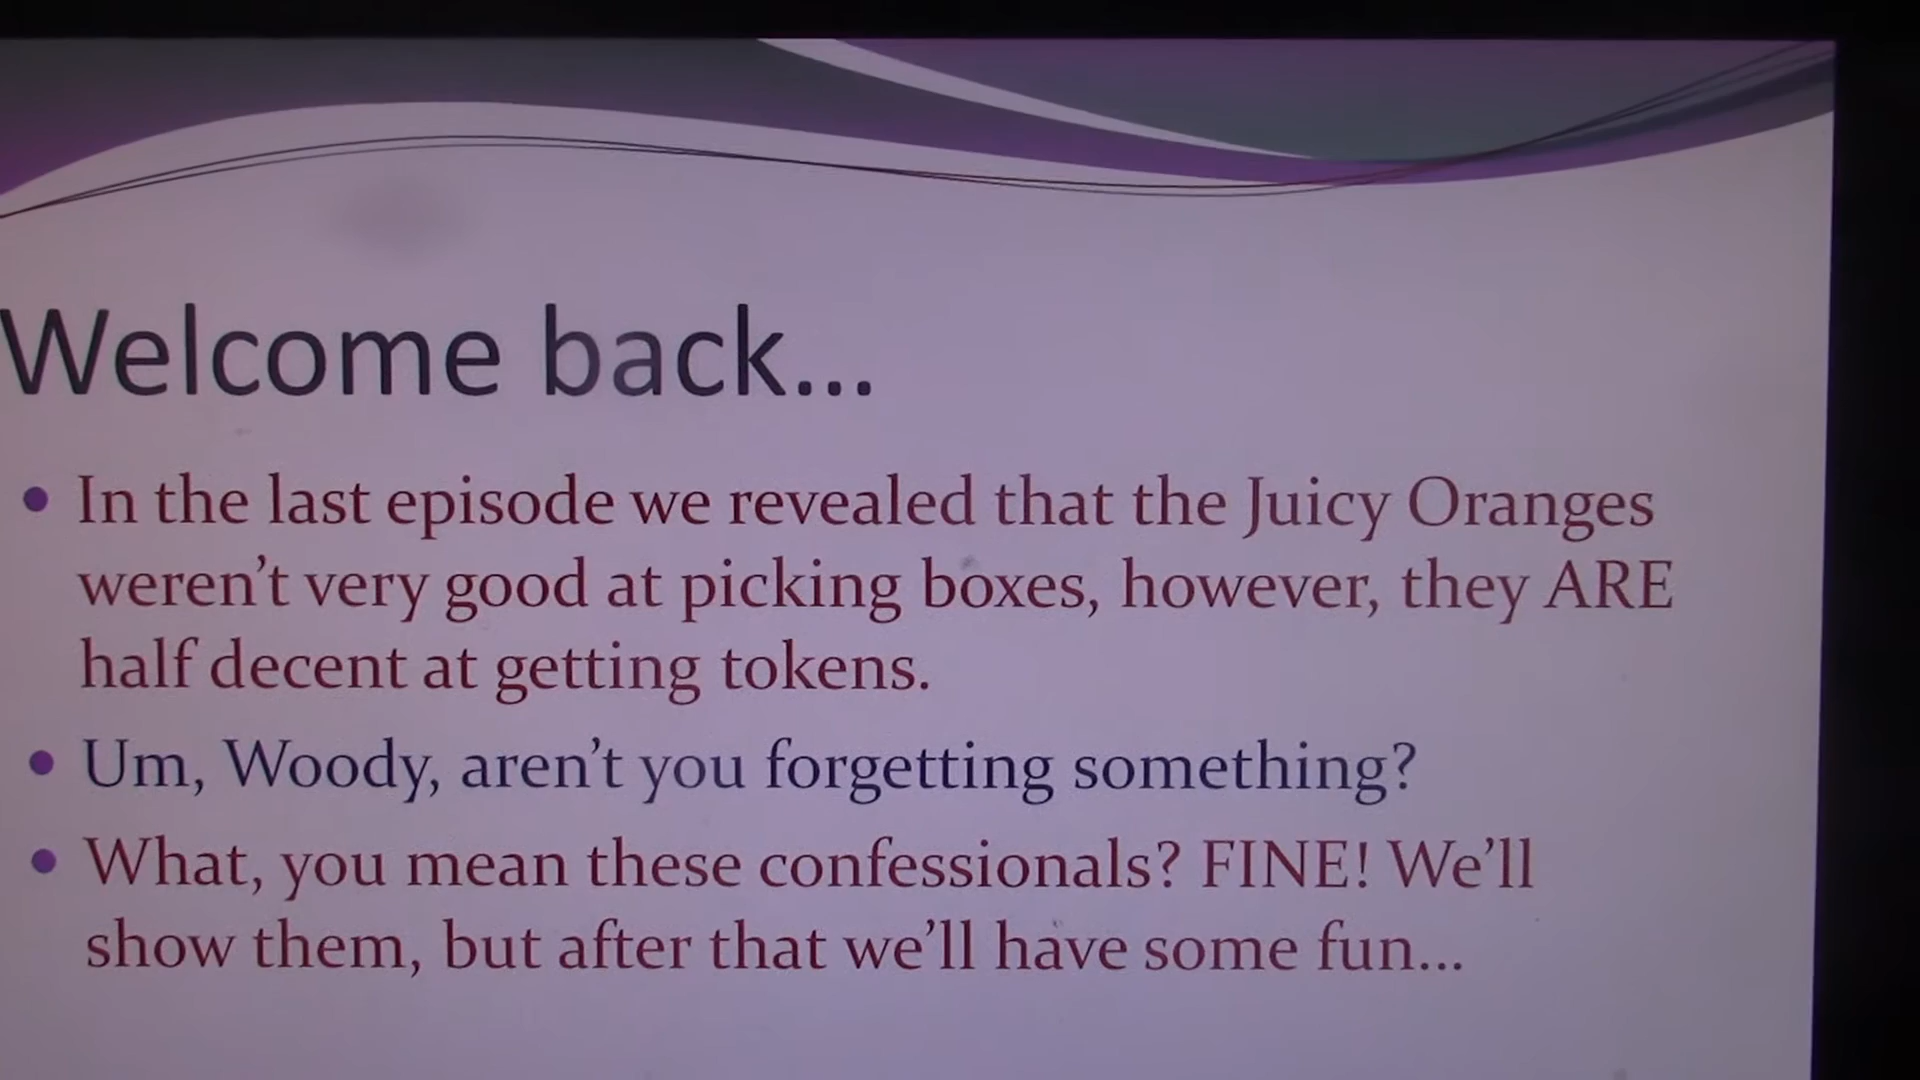 Welcome back...
• In the last episode we revealed that the Juicy Oranges
weren't very good at picking boxes, however, they ARE
half decent at getting tokens.
• Um, Woody, aren't you forgetting something?
• What, you mean these confessionals? FINE! We'll
show them, but after that we'll have some fun...